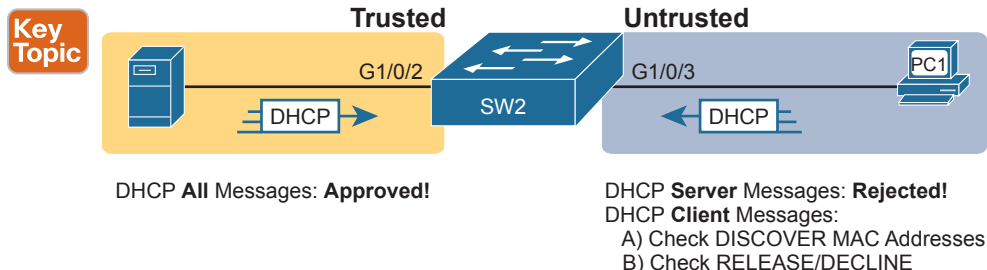 Key
Topic
Trusted
Untrusted
G1/0/2
G1/0/3
PC1
SW2
DHCP
DHCP
DHCP All Messages: Approved!
DHCP Server Messages: Rejected!
DHCP Client Messages:
A) Check DISCOVER MAC Addresses
B) Check RELEASE/DECLINE